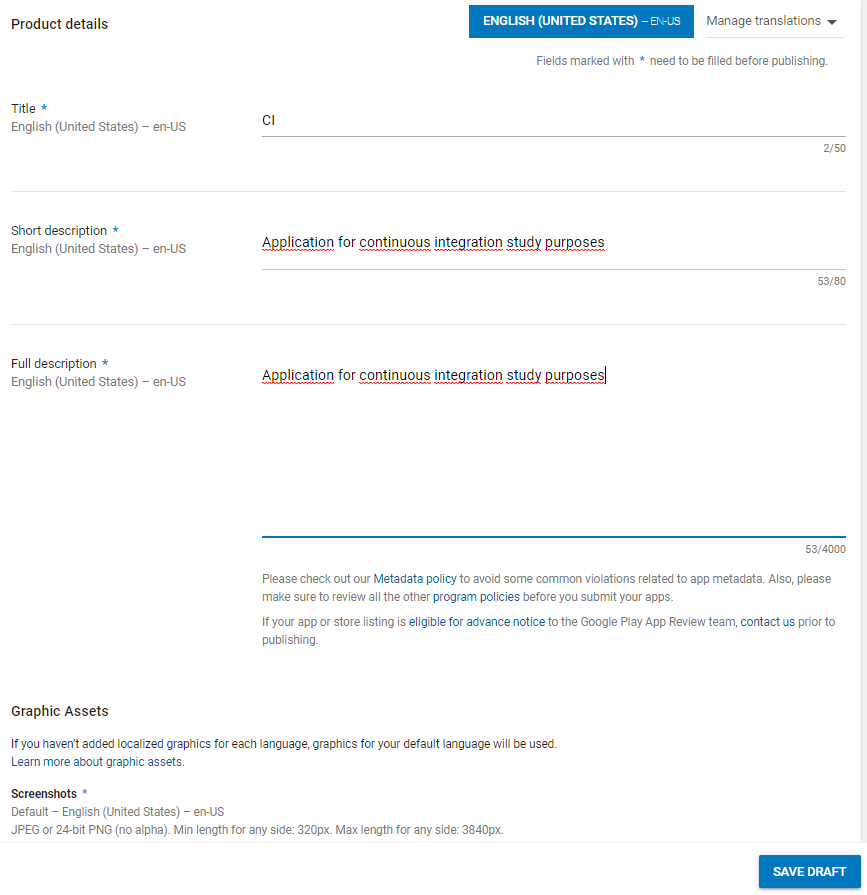 Product details
ENGLISH (UNITED STATES) – EN-US
Manage translations
Fields marked with * need to be filled before publishing.
Title *
English (United States) – en-US
CI
2/50
Short description *
English (United States) – en-US
Application for continuous integration study purposes
53/80
Full description *
English (United States) – en-US
Application for continuous integration study purposes
53/4000
Please check out our Metadata policy to avoid some common violations related to app metadata. Also, please
make sure to review all the other program policies before you submit your apps.
If your app or store listing is eligible for advance notice to the Google Play App Review team, contact us prior to
publishing.
Graphic Assets
If you haven't added localized graphics for each language, graphics for your default language will be used.
Learn more about graphic assets.
Screenshots *
Default – English (United States) – en-US
JPEG or 24-bit PNG (no alpha). Min length for any side: 320px. Max length for any side: 3840px.
SAVE DRAFT